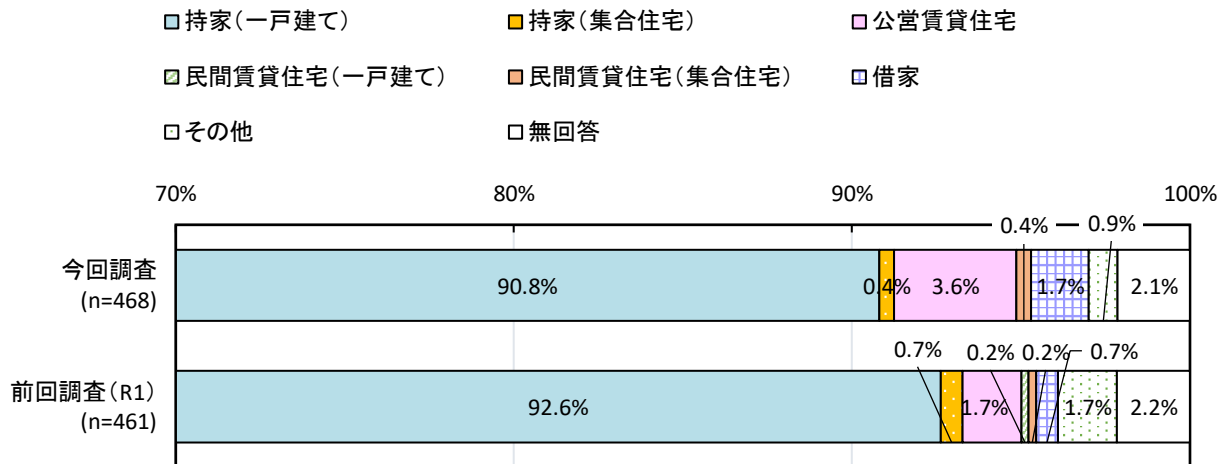 持家(一戸建て) 持家(集合住宅) 公営賃貸住宅
民間賃貸住宅(一戸建て) 民間賃貸住宅(集合住宅) 借家
その他 無回答
70% 80% 90% 100%
0.4% 0.9%
今回調査
(n=468)
90.8% 0.4% 3.6% 1.7% 2.1%
0.7% 0.2% 0.2% 0.7%
前回調査(R1)
(n=461)
92.6% 1.7% 1.7% 2.2%